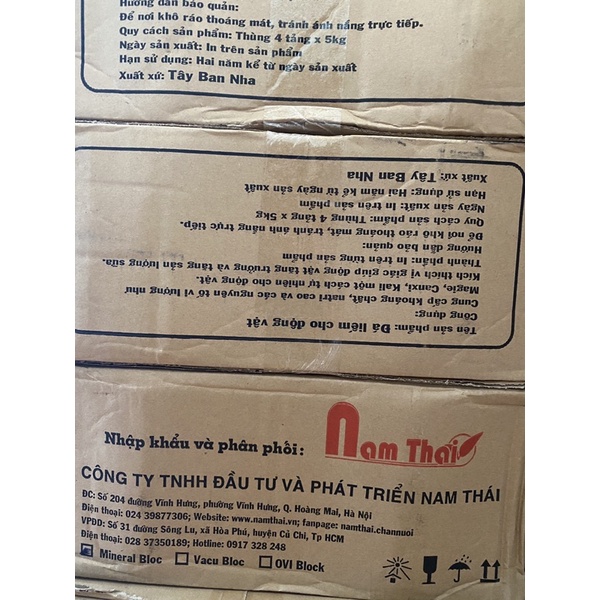 Hướng dẫn bảo quản:
Để nơi khô ráo thoáng mát, tránh ánh nắng trực tiếp.
Quy cách sản phẩm: Thùng 4 tảng x 5kg
Ngày sản xuất: In trên sản phẩm
Hạn sử dụng: Hai năm kể từ ngày sản xuất
Xuất xứ: Tây Ban Nha
Tên sản phẩm: Đá liếm cho động vật
Công dụng:
Cung cấp khoáng chất, natri cao và các nguyên tố vi lượng như
Magie, Canxi, Kali một cách tự nhiên cho động vật.
Kích thích vị giác giúp động vật tăng trưởng và tăng sản lượng sữa.
Thành phần: In trên từng sản phẩm
Hướng dẫn bảo quản:
Để nơi khô ráo thoáng mát, tránh ánh nắng trực tiếp.
Quy cách sản phẩm: Thùng 4 tảng x 5kg
Ngày sản xuất: In trên sản phẩm
Hạn sử dụng: Hai năm kể từ ngày sản xuất
Xuất xứ: Tây Ban Nha
Nhập khẩu và phân phối: Nam Thái
CÔNG TY TNHH ĐẦU TƯ VÀ PHÁT TRIỂN NAM THÁI
ĐC: Số 204 đường Vĩnh Hưng, phường Vĩnh Hưng, Q. Hoàng Mai, Hà Nội
Điện thoại: 024 39877306; Website: www.namthai.vn; fanpage: namthai.channuoi
VPDD: Số 31 đường Sông Lu, xã Hòa Phú, huyện Củ Chi, Tp HCM
Điện thoại: 028 37350189; Hotline: 0917 328 248
Mineral Bloc Vacu Bloc OVI Block